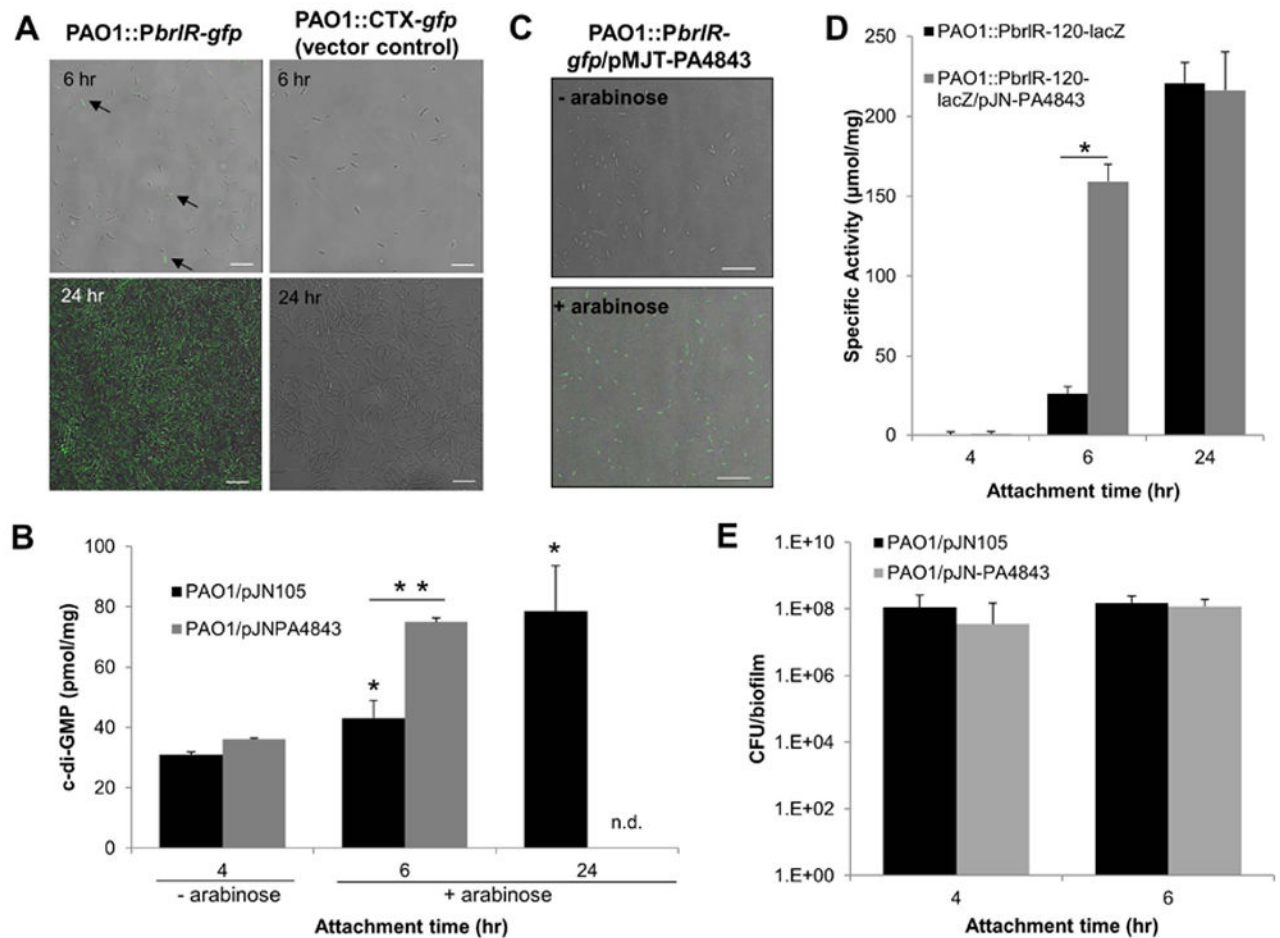 A
PAO1::PbrlR-gfp
PAO1::CTX-gfp
(vector control)
6 hr
6 hr
24 hr
24 hr
C
PAO1::PbrlR-
gfp/pMJT-PA4843
- arabinose
+ arabinose
D
PAO1::PbrlR-120-lacZ
PAO1::PbrlR-120-
lacZ/pJN-PA4843
Specific Activity (µmol/mg)
250
200
150
100
50
0
*
4
6
24
Attachment time (hr)
B
PAO1/pJN105
PAO1/pJNPA4843
c-di-GMP (pmol/mg)
100
80
60
40
20
0
*
* *
*
n.d.
4
6
24
- arabinose
+ arabinose
Attachment time (hr)
E
PAO1/pJN105
PAO1/pJN-PA4843
CFU/biofilm
1.E+10
1.E+08
1.E+06
1.E+04
1.E+02
1.E+00
4
6
Attachment time (hr)